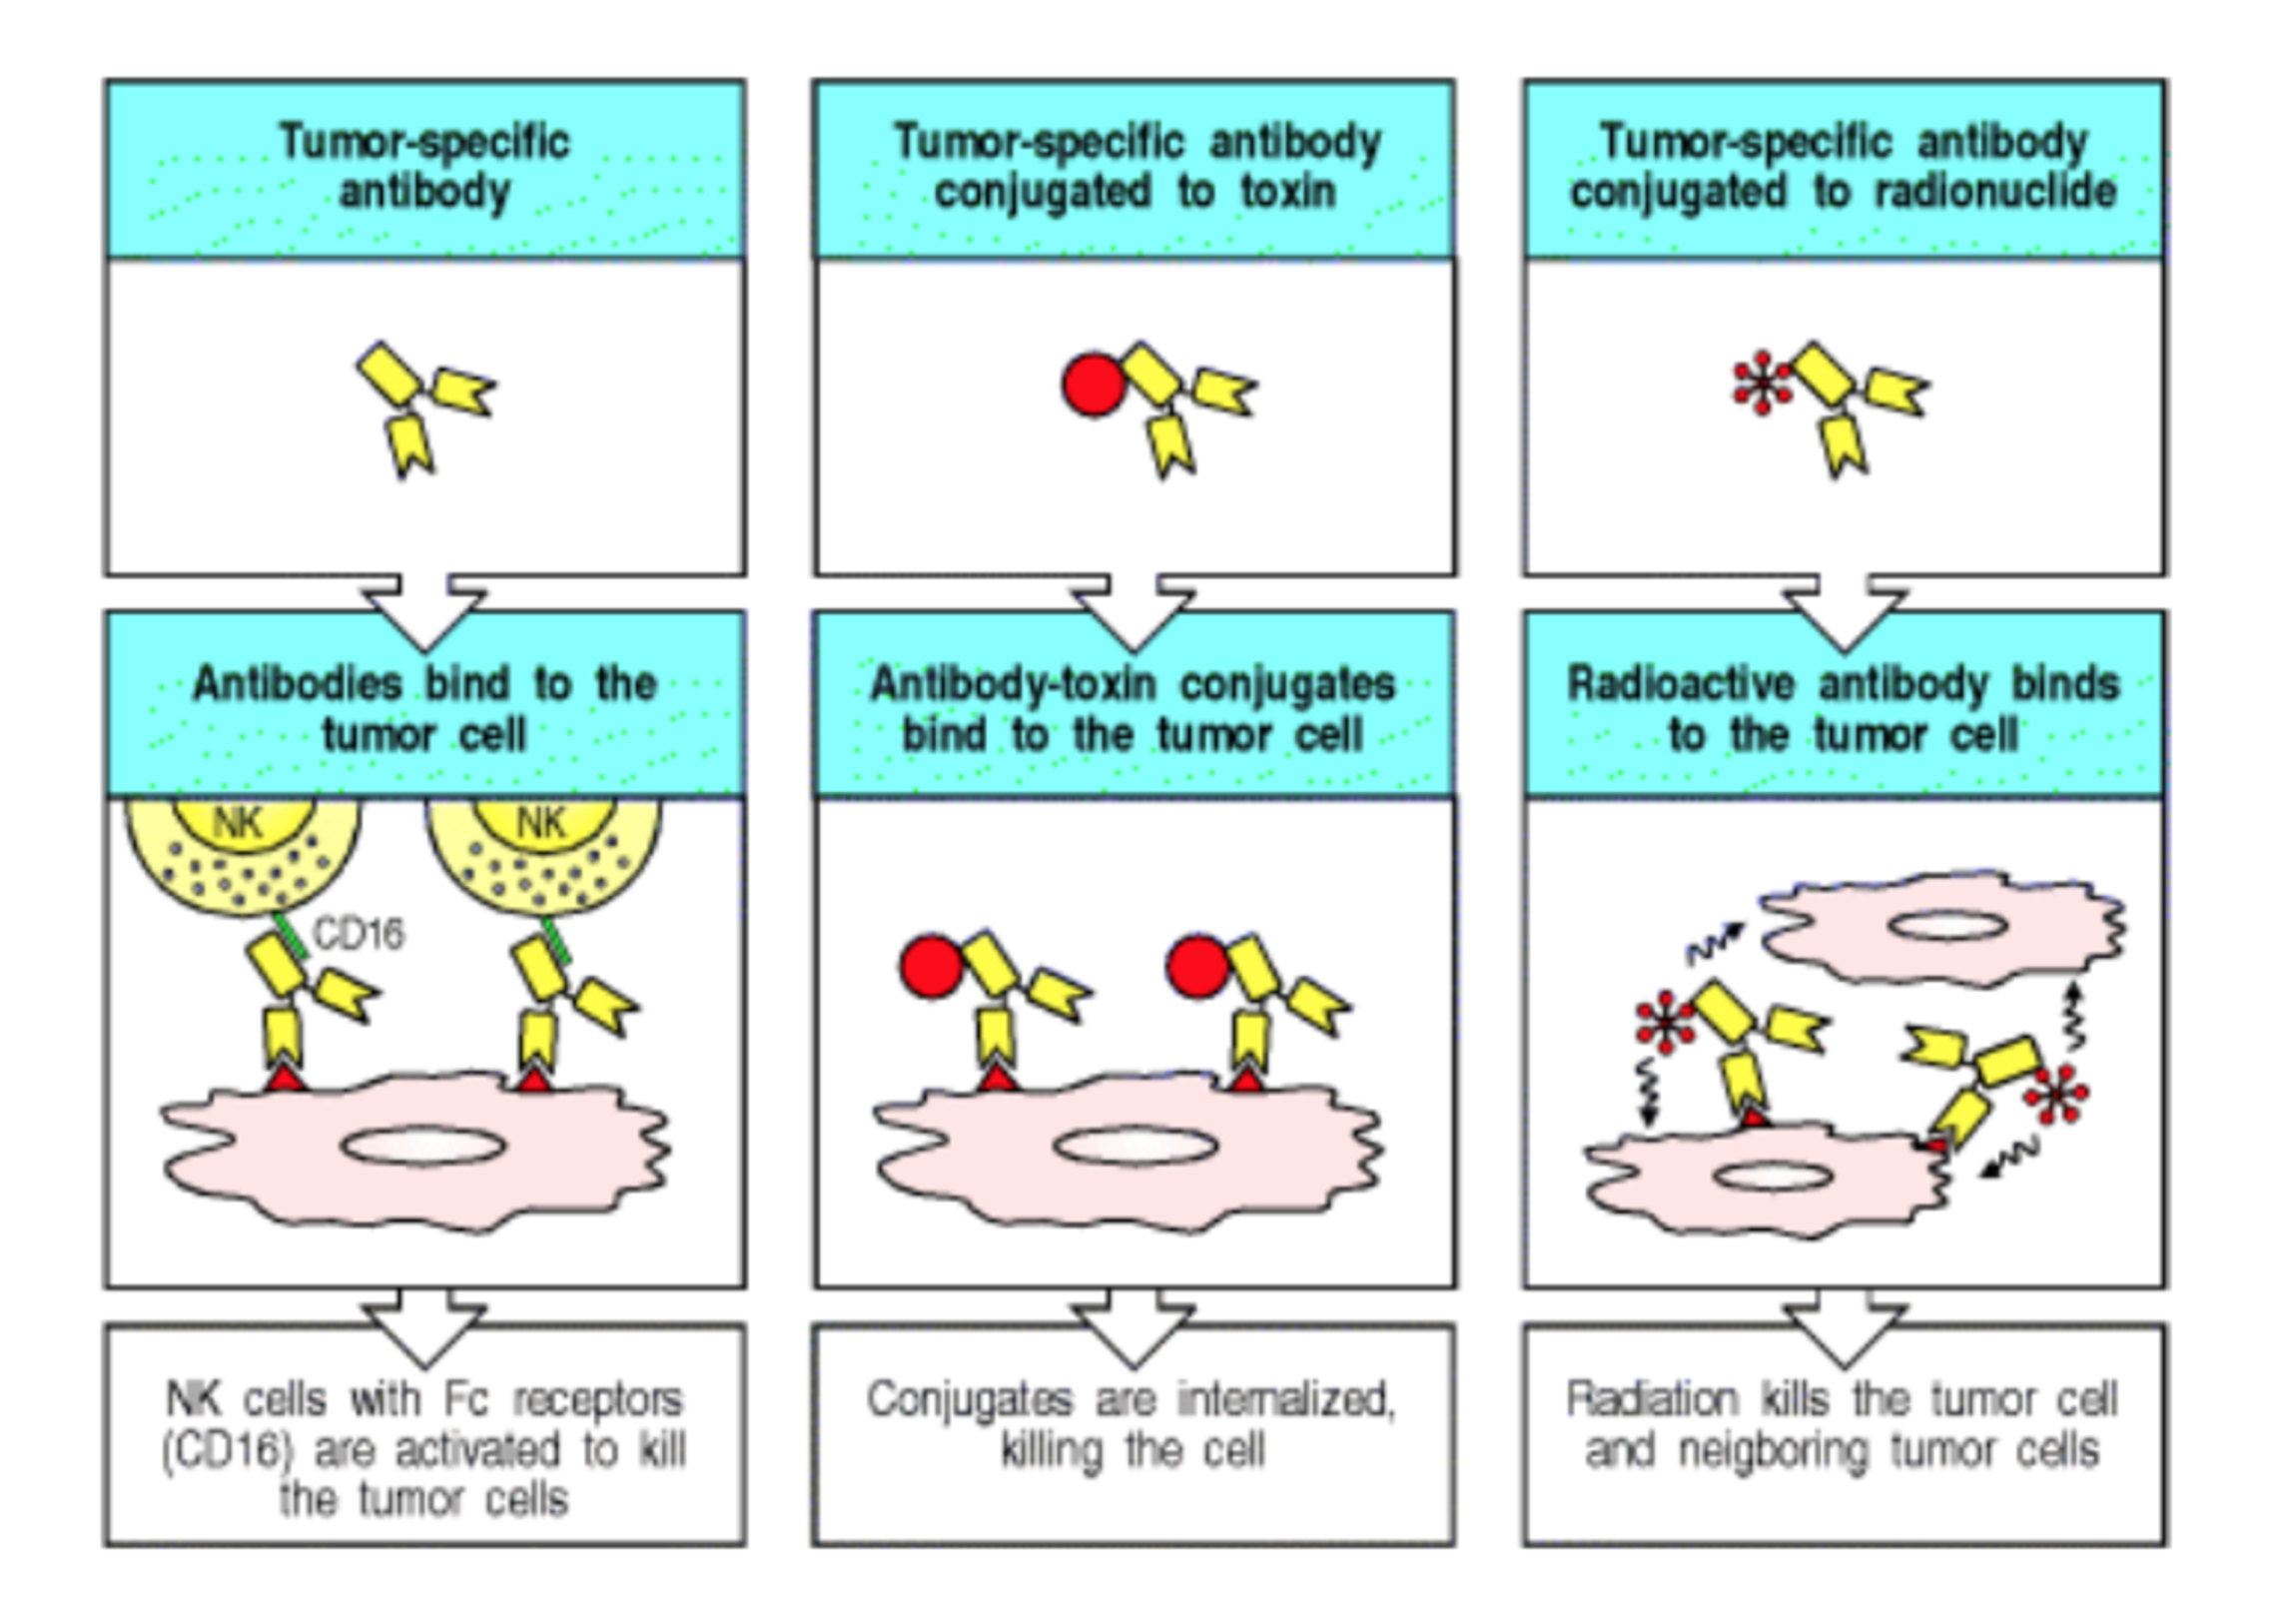 Tumor-specific
antibody
Tumor-specific antibody
conjugated to toxin
Tumor-specific antibody
conjugated to radionuclide
Antibodies bind to the
tumor cell
Antibody-toxin conjugates
bind to the tumor cell
Radioactive antibody binds
to the tumor cell
NK
NK
CD16
NK cells with Fc receptors
(CD16) are activated to kill
the tumor cells
Conjugates are internalized,
killing the cell
Radiation kills the tumor cell
and neigboring tumor cells